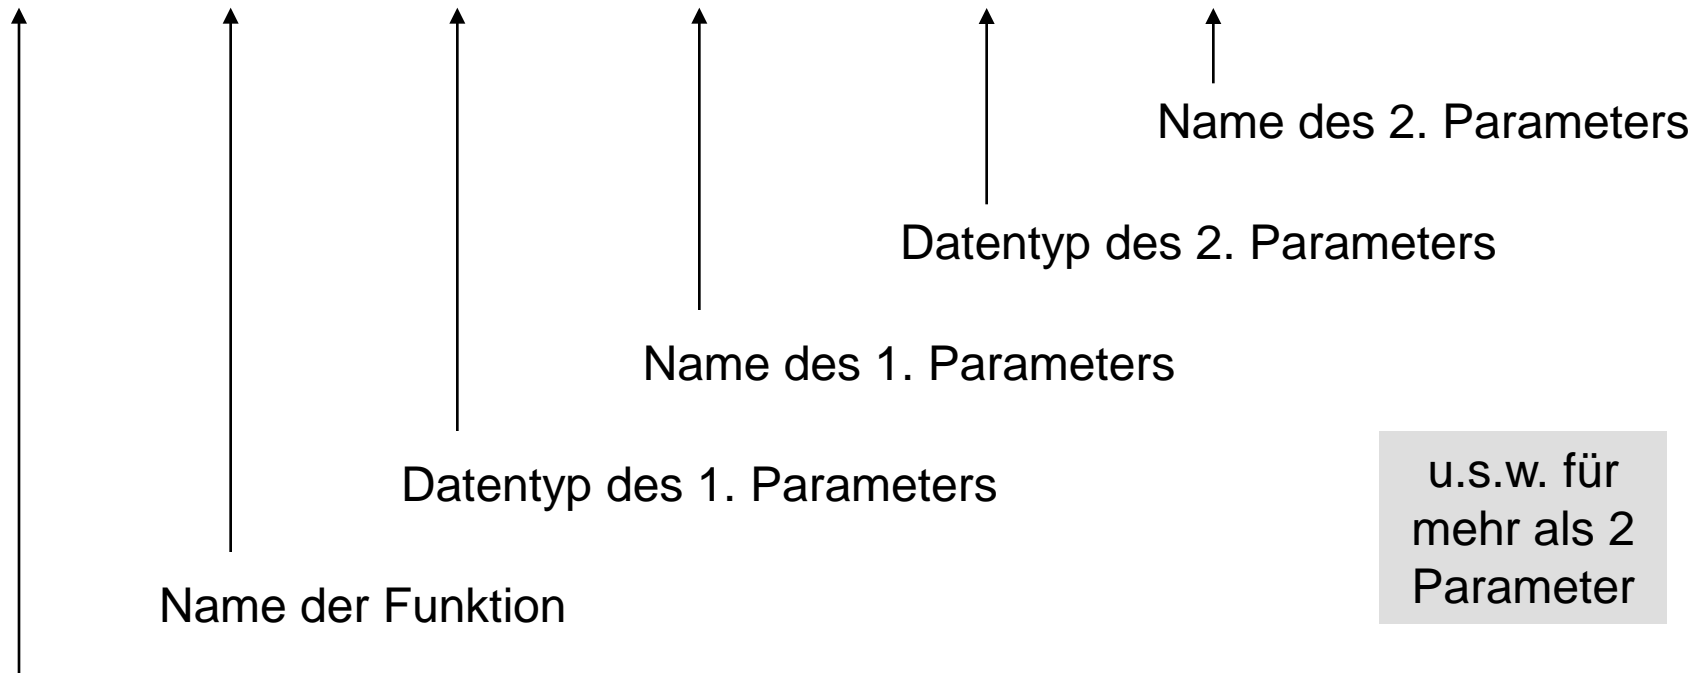 Name des 2. Parameters
Datentyp des 2. Parameters
Name des 1. Parameters
Datentyp des 1. Parameters
u.s.w. für
mehr als 2
Parameter
Name der Funktion